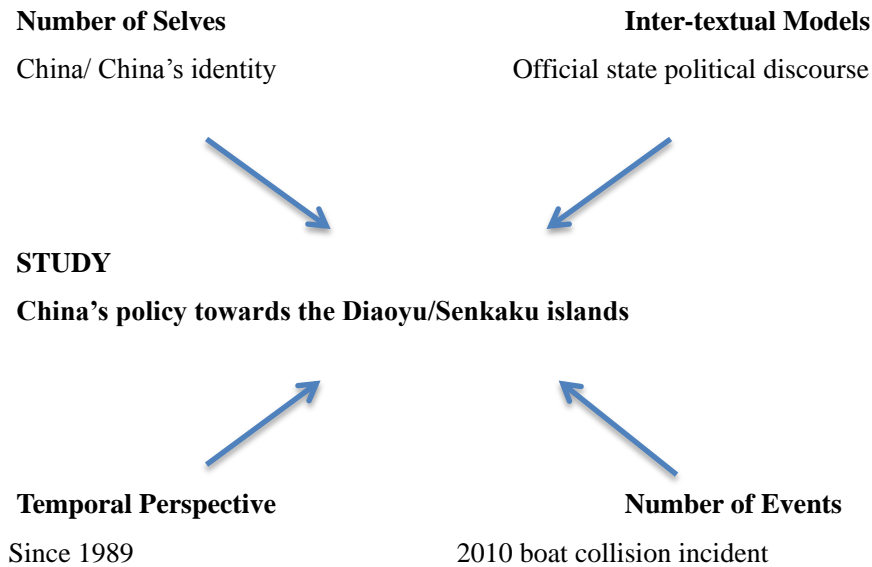 Number of Selves Inter-textual Models
China/ China’s identity Official state political discourse
STUDY
China’s policy towards the Diaoyu/Senkaku islands
Temporal Perspective Number of Events
Since 1989 2010 boat collision incident